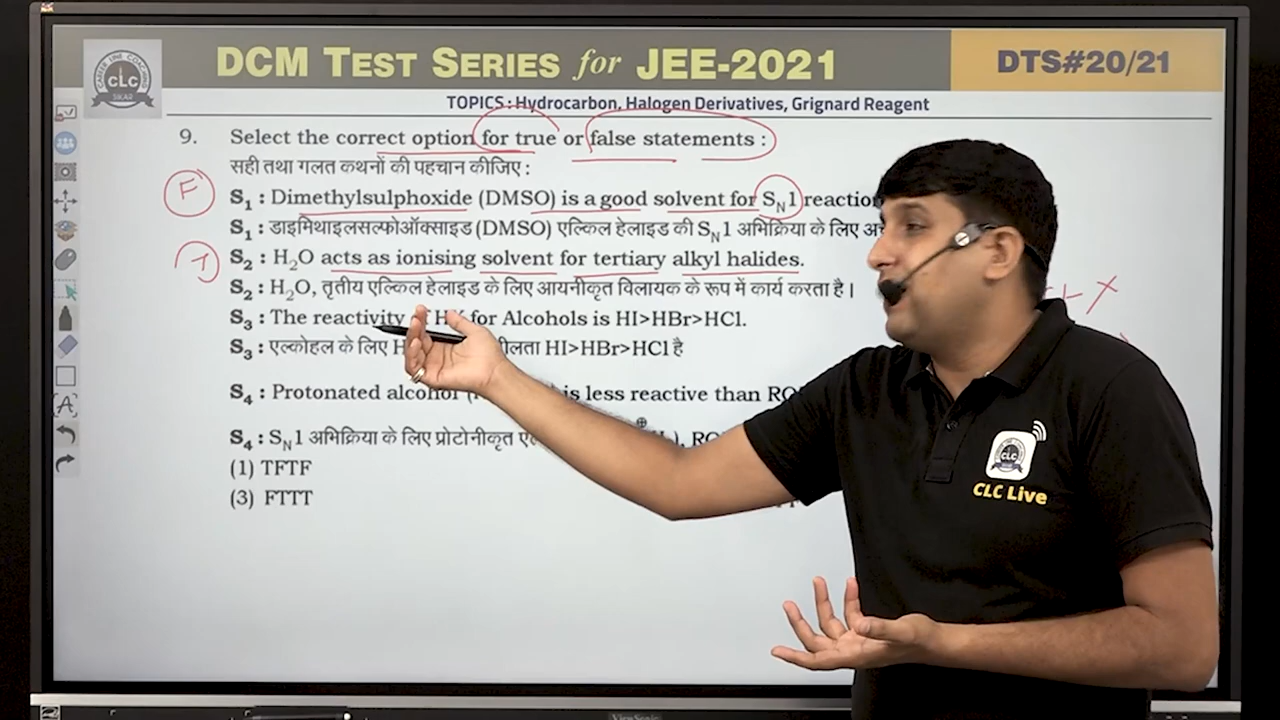 DCM TEST SERIES for JEE-2021
DTS#20/21
CLC
SIKAR
TOPICS : Hydrocarbon, Halogen Derivatives, Grignard Reagent
9. Select the correct option for true or false statements :
सही तथा गलत कथनों की पहचान कीजिए :
F
S1 : Dimethylsulphoxide (DMSO) is a good solvent for SN1 reaction
S1 : डाइमिथाइलसल्फोऑक्साइड (DMSO) एल्किल हेलाइड की SN1 अभिक्रिया के लिए
T
S2 : H2O acts as ionising solvent for tertiary alkyl halides.
S2 : H2O, तृतीय एल्किल हेलाइड के लिए आयनीकृत विलायक के रूप में कार्य करता है।
S3 : The reactivity for Alcohols is HI>HBr>HCl.
S3 : एल्कोहल के लिए HI>HBr>HCl है
S4 : Protonated alcohol is less reactive than
S4 : SN1 अभिक्रिया के लिए प्रोटोनीकृत
(1) TFTF
(3) FTTT
CLC
CLC Live
ViewSonic